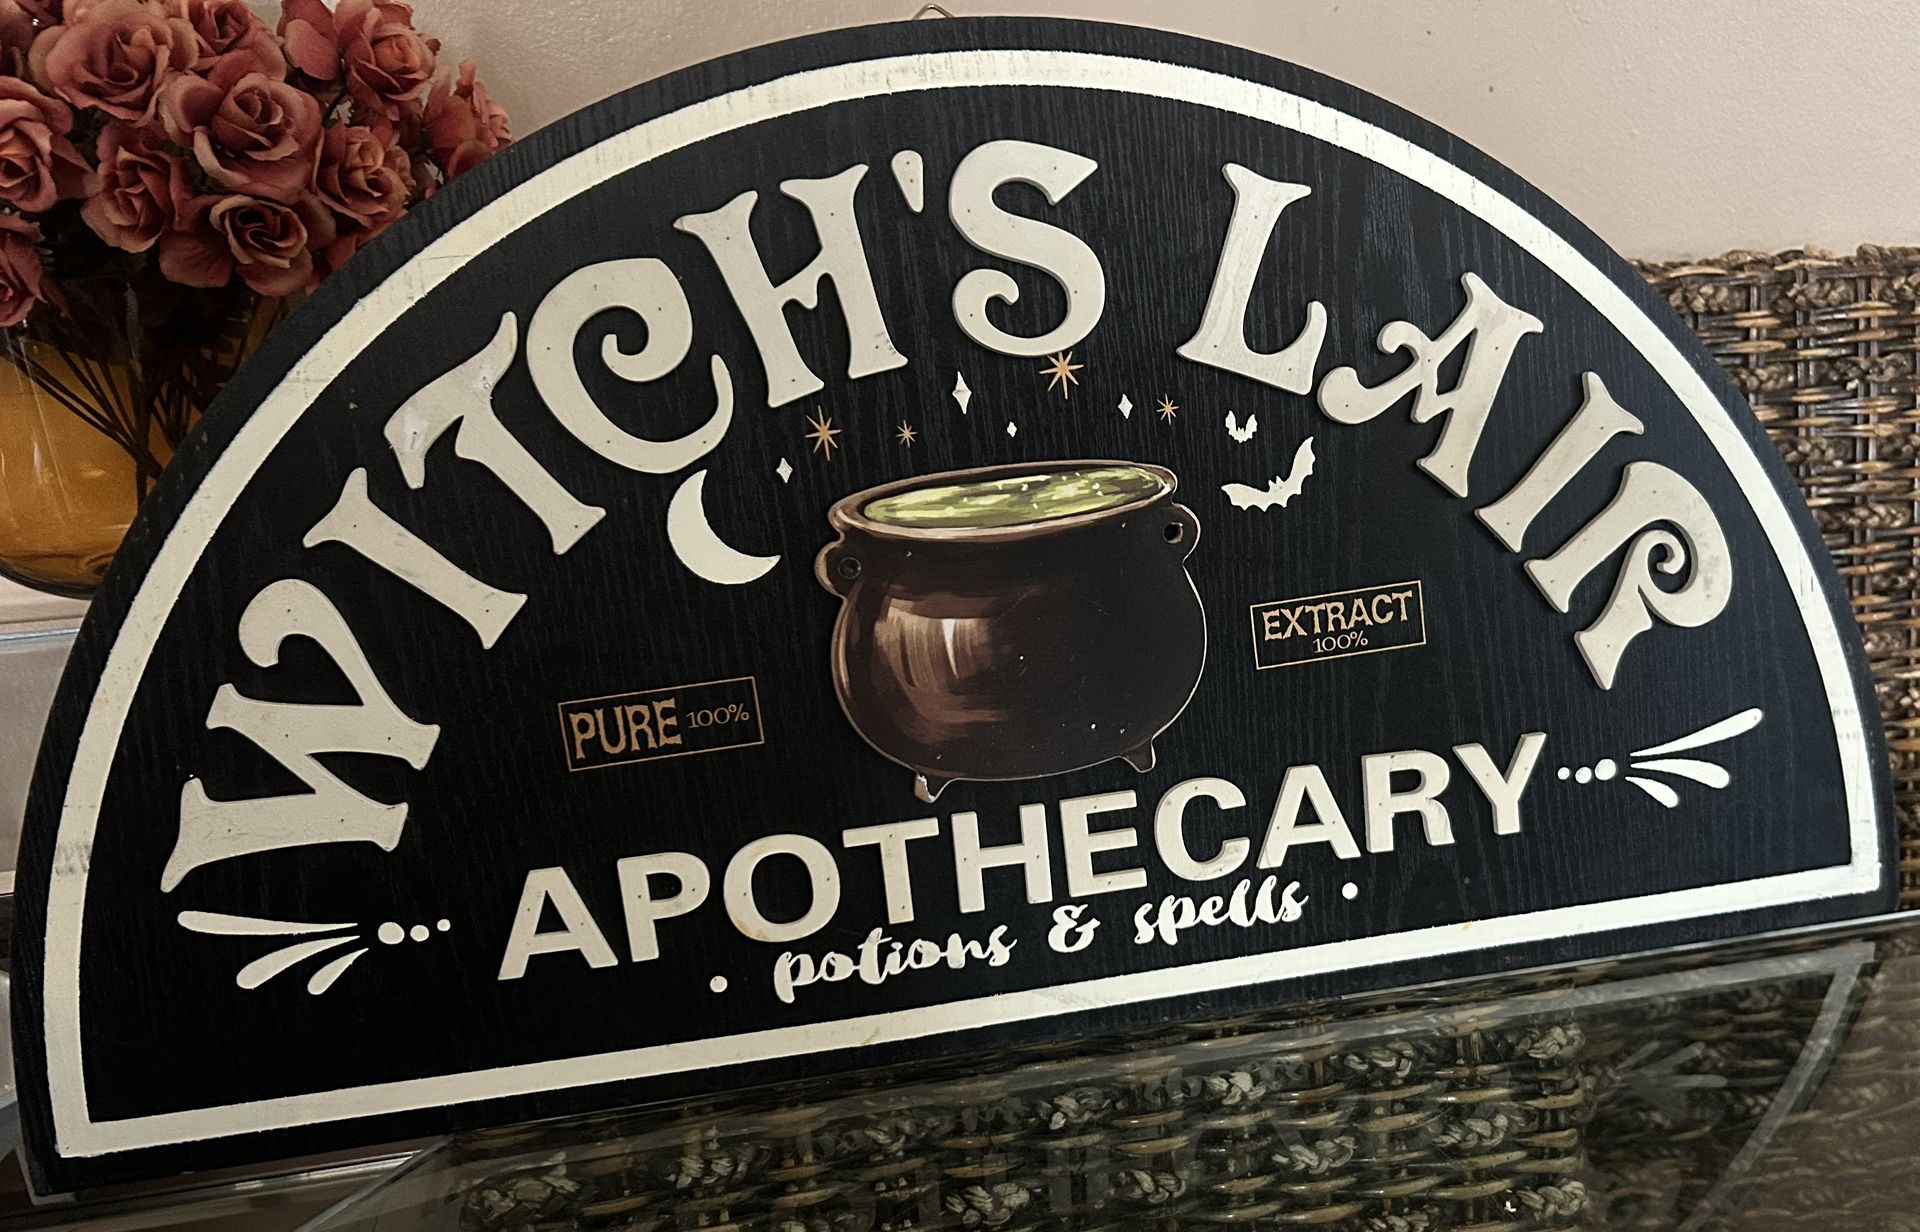 WITCH'S LAIR
PURE 100%
EXTRACT
100%
APOTHECARY
• potions & spells •